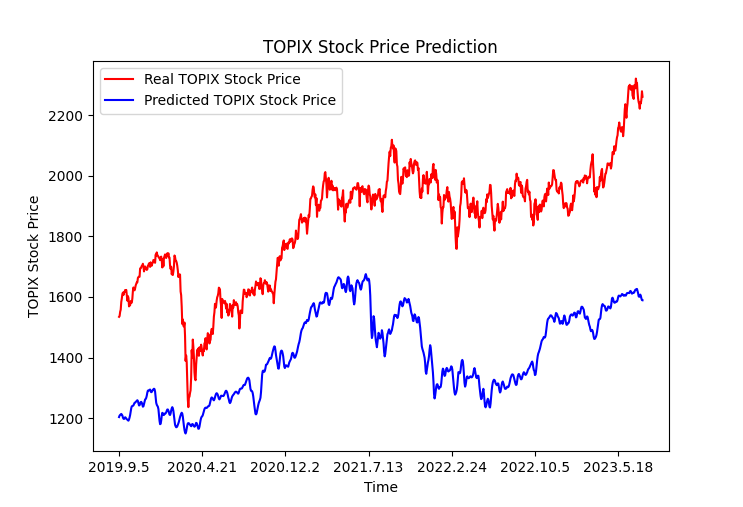 TOPIX Stock Price Prediction
Real TOPIX Stock Price
Predicted TOPIX Stock Price
TOPIX Stock Price
2200
2000
1800
1600
1400
1200
2019.9.5 2020.4.21 2020.12.2 2021.7.13 2022.2.24 2022.10.5 2023.5.18
Time